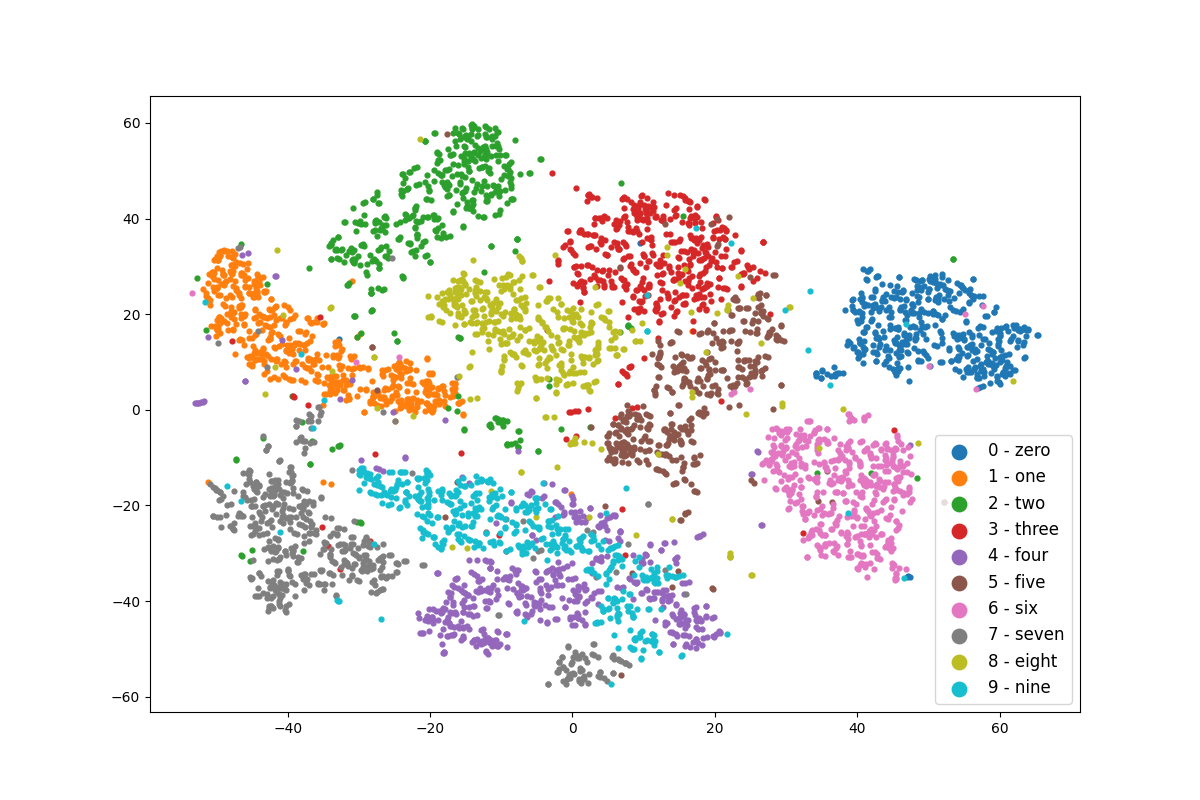 60
40
20
0
−20
−40
−60
−40 −20 0 20 40 60
0 - zero
1 - one
2 - two
3 - three
4 - four
5 - five
6 - six
7 - seven
8 - eight
9 - nine